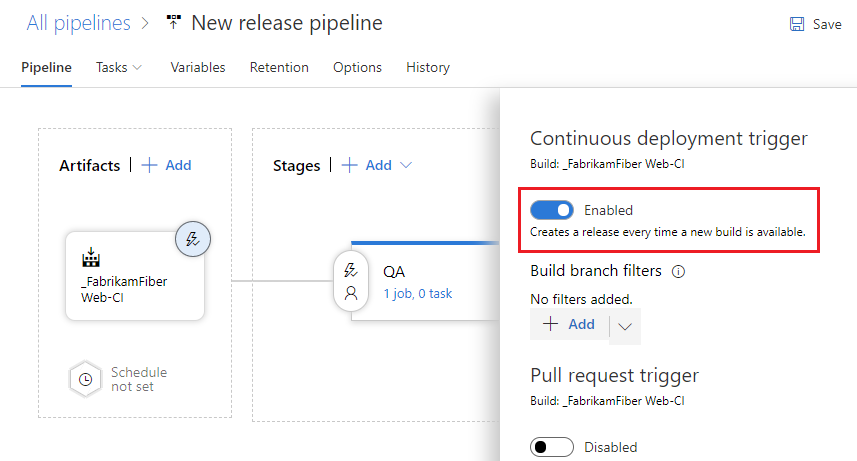 All pipelines > New release pipeline
Save
Pipeline Tasks Variables Retention Options History
Artifacts | + Add
_FabrikamFiber
Web-CI
Schedule
not set
Stages | + Add
QA
1 job, 0 task
Continuous deployment trigger
Build: _FabrikamFiber Web-CI
Enabled
Creates a release every time a new build is available.
Build branch filters
No filters added.
+ Add
Pull request trigger
Build: _FabrikamFiber Web-CI
Disabled